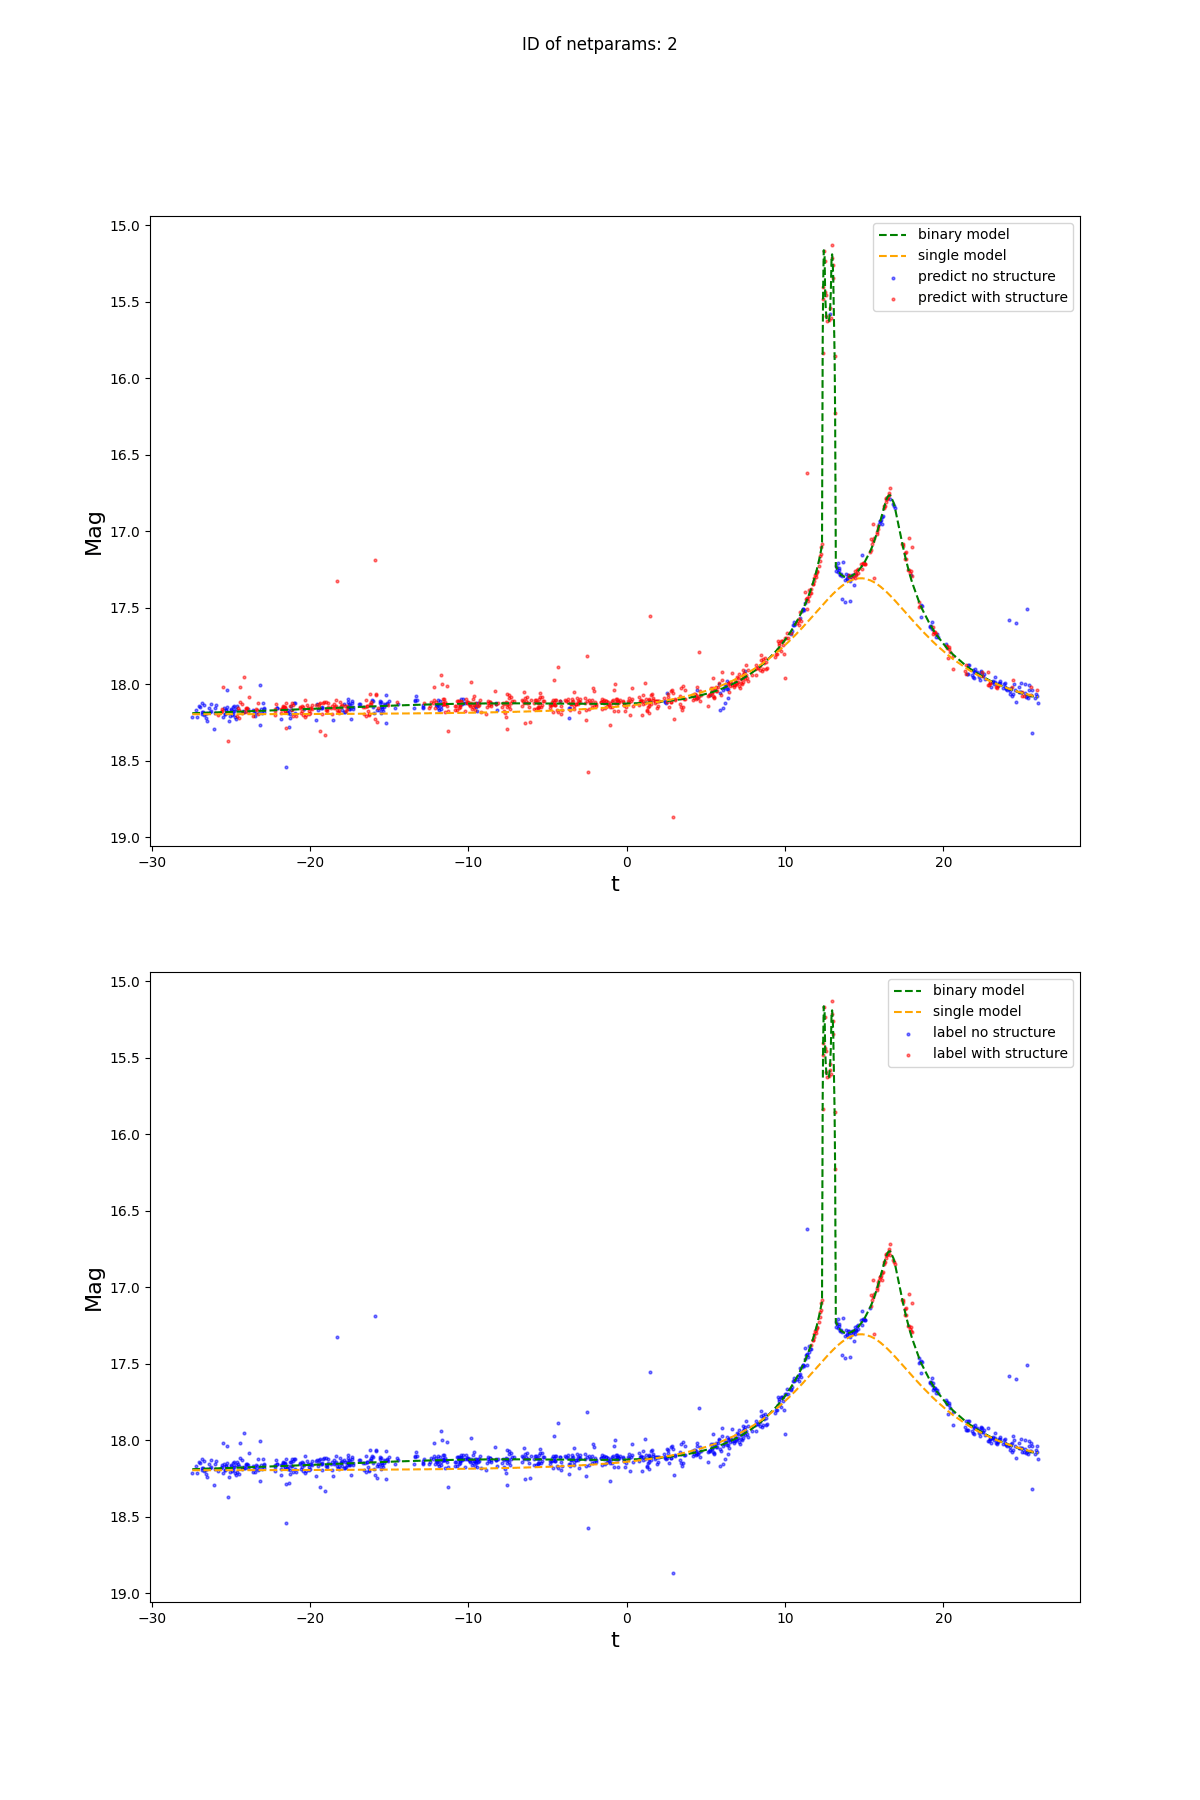 ID of netparams: 2
15.0
15.5
16.0
16.5
17.0
17.5
18.0
18.5
19.0
Mag
binary model
single model
predict no structure
predict with structure
−30 −20 −10 0 10 20
t
15.0
15.5
16.0
16.5
17.0
17.5
18.0
18.5
19.0
Mag
binary model
single model
label no structure
label with structure
−30 −20 −10 0 10 20
t